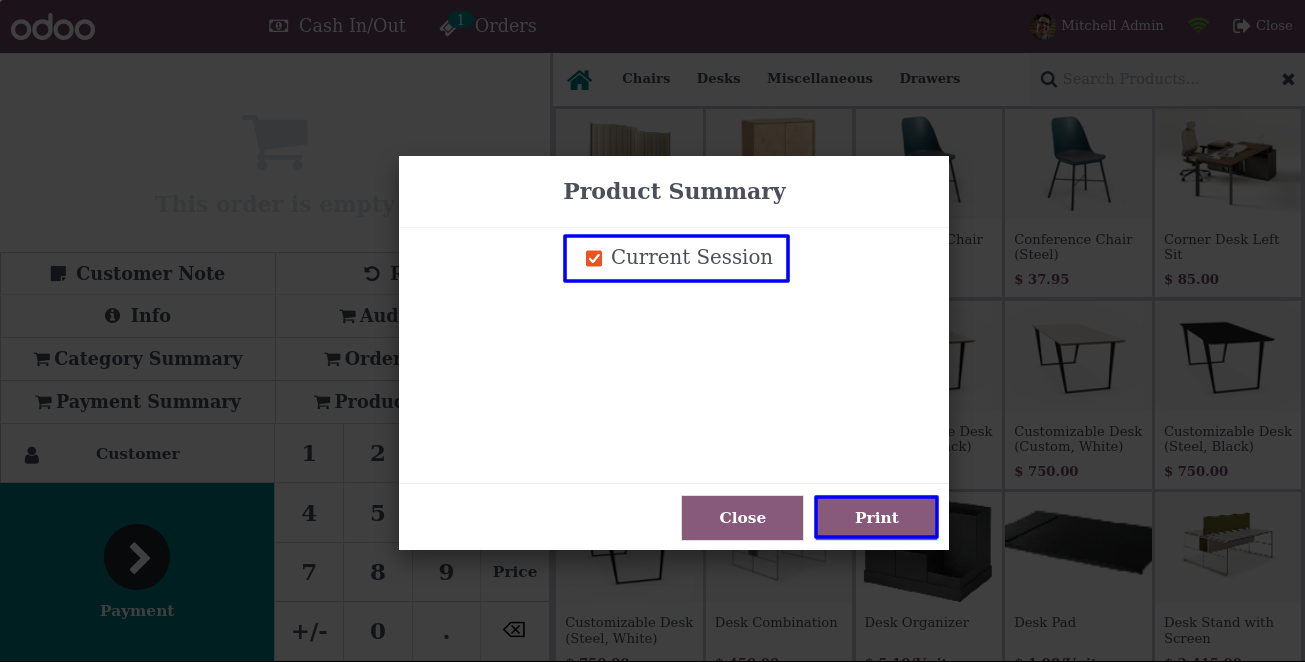 odoo
Cash In/Out
1
Orders
Mitchell Admin
Close
Chairs
Desks
Miscellaneous
Drawers
Search Products...
This order is empty
Customer Note
Info
Aud
Category Summary
Order
Payment Summary
Produc
Customer
1
2
4
5
7
8
9
Price
+/-
0
.
Payment
Product Summary
Current Session
Close
Print
Chair
Conference Chair
(Steel)
$ 37.95
Corner Desk Left
Sit
$ 85.00
e Desk
ck)
Customizable Desk
(Custom, White)
$ 750.00
Customizable Desk
(Steel, Black)
$ 750.00
Customizable Desk
(Steel, White)
Desk Combination
Desk Organizer
Desk Pad
Desk Stand with
Screen